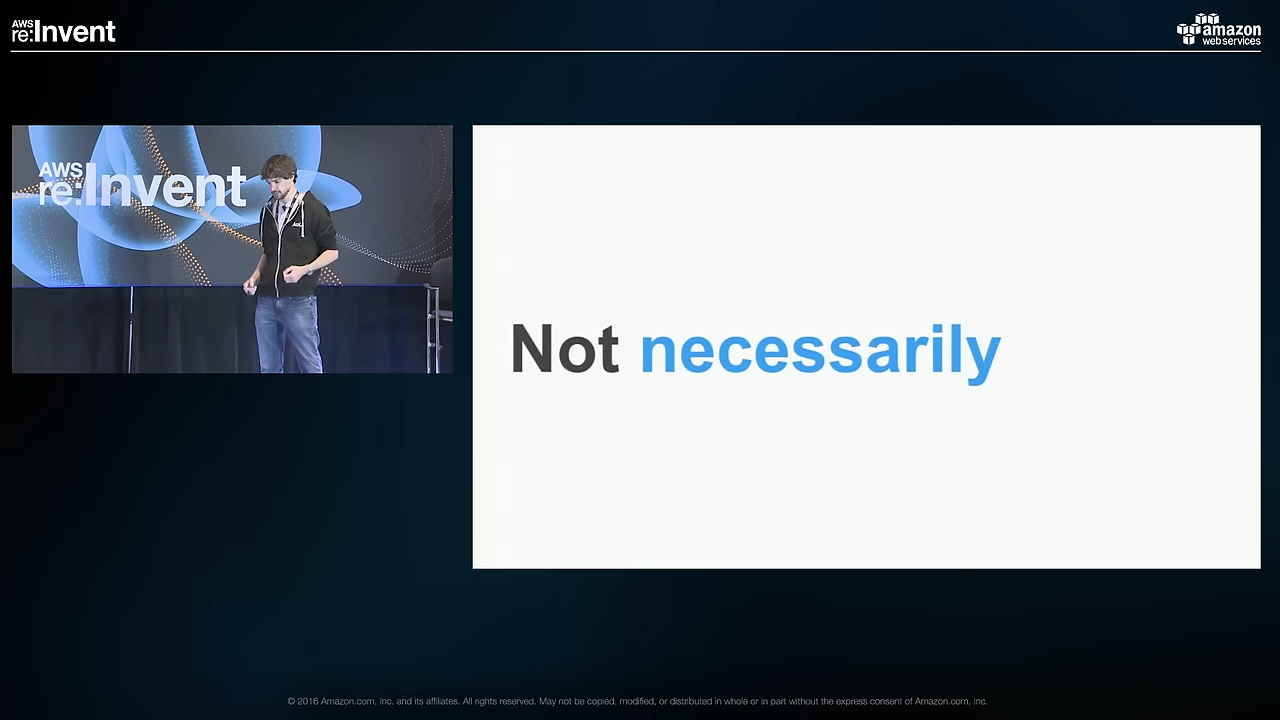 AWS
re:Invent
amazon
web services
AWS
re:Invent
Not necessarily
© 2016 Amazon.com, Inc. and its affiliates. All rights reserved. May not be copied, modified, or distributed in whole or in part without the express consent of Amazon.com, Inc.